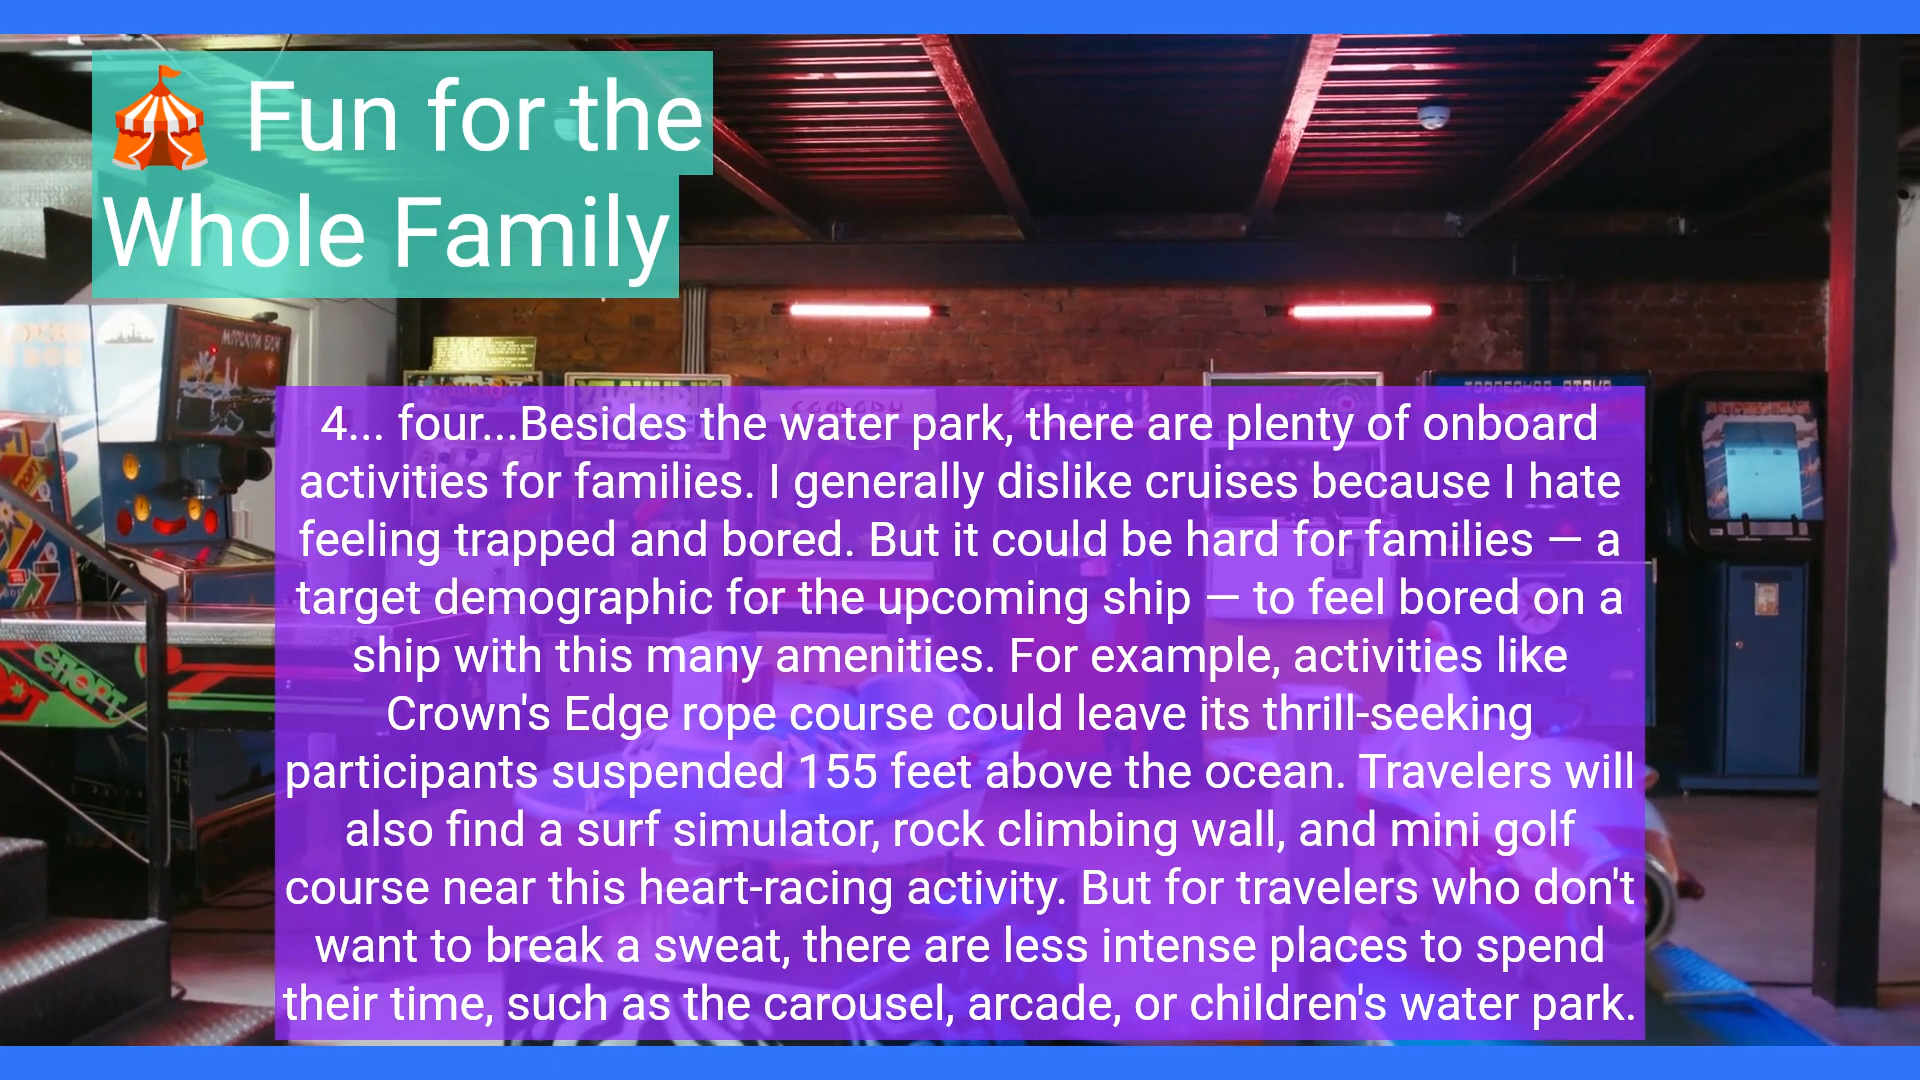 🎪 Fun for the
Whole Family
МОРСКОЙ БОЙ
4... four...Besides the water park, there are plenty of onboard
activities for families. I generally dislike cruises because I hate
feeling trapped and bored. But it could be hard for families — a
target demographic for the upcoming ship — to feel bored on a
ship with this many amenities. For example, activities like
Crown's Edge rope course could leave its thrill-seeking
participants suspended 155 feet above the ocean. Travelers will
also find a surf simulator, rock climbing wall, and mini golf
course near this heart-racing activity. But for travelers who don't
want to break a sweat, there are less intense places to spend
their time, such as the carousel, arcade, or children's water park.
СПОРТ